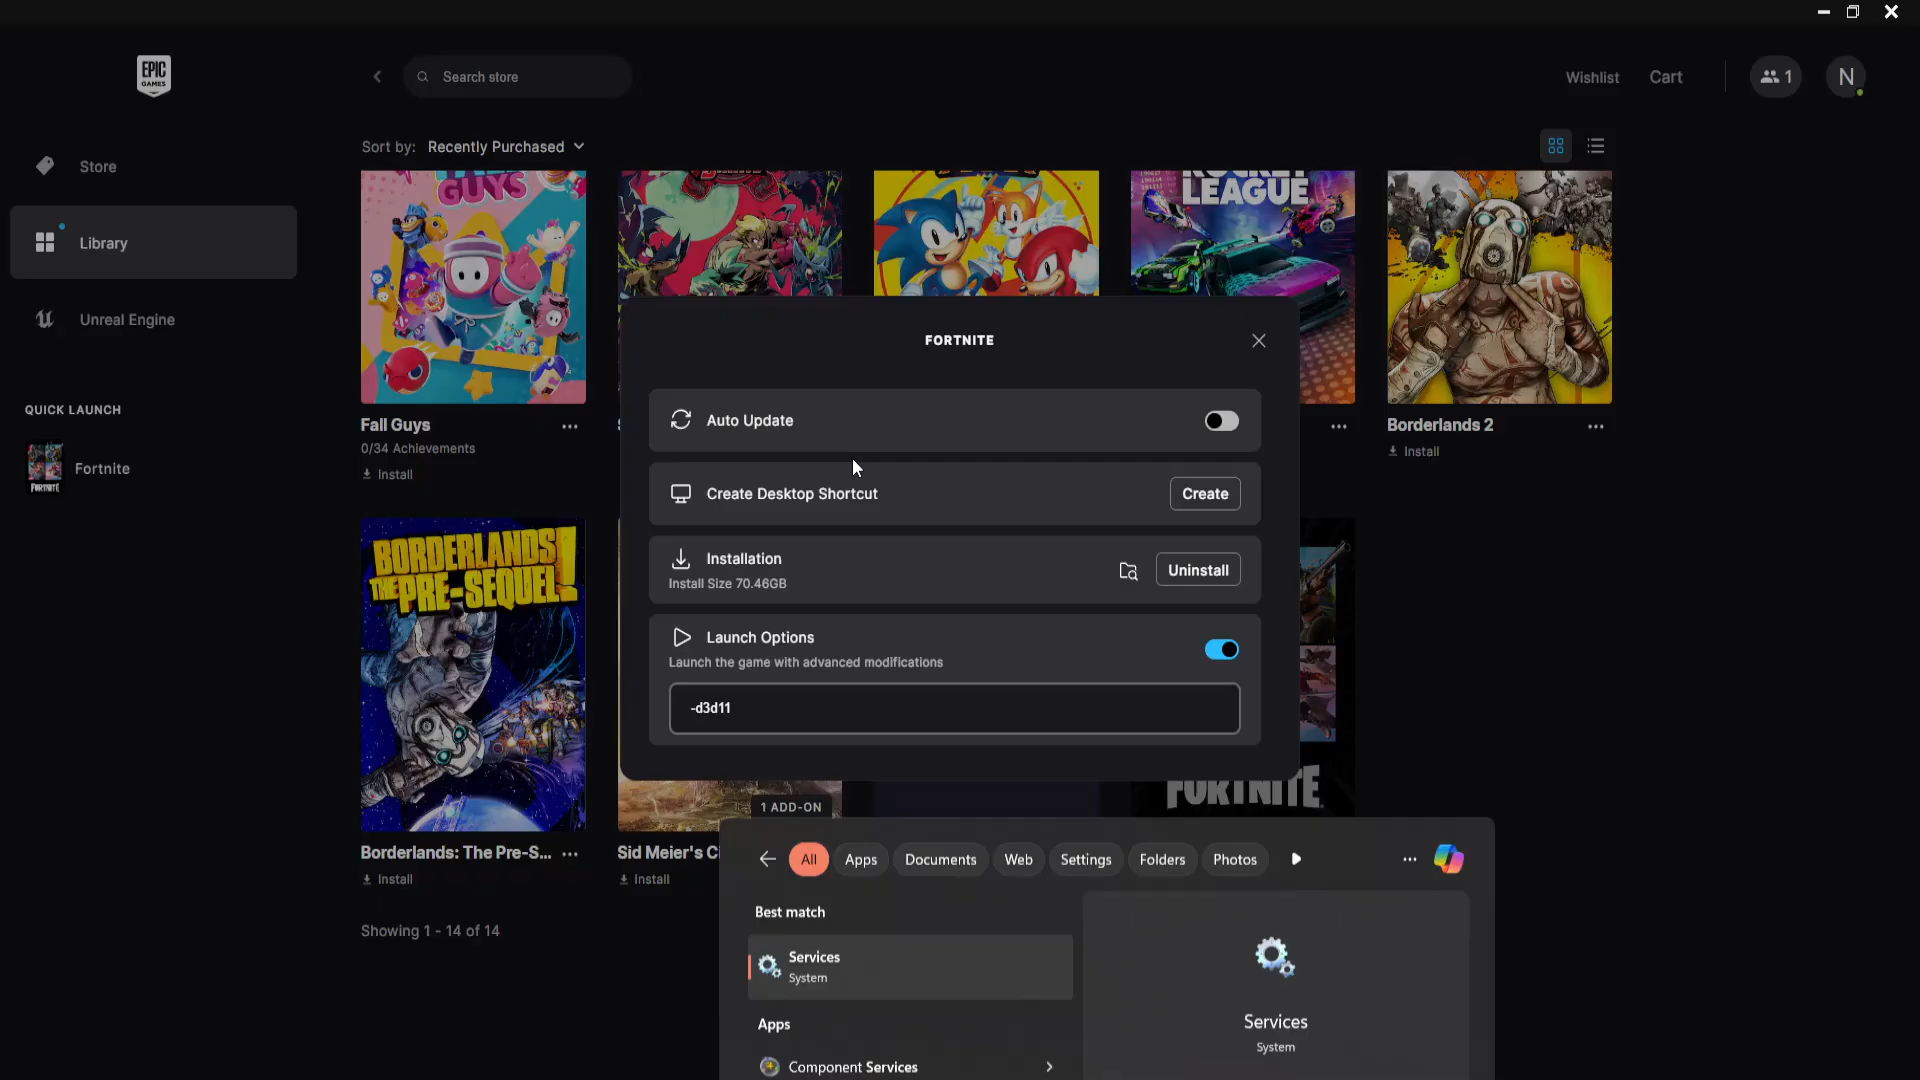 EPIC
GAMES
Search store
Wishlist
Cart
1
N
Sort by: Recently Purchased
Store
Library
Unreal Engine
QUICK LAUNCH
FORTNITE
Fortnite
GUYS
LEAGUE
Fall Guys
0/34 Achievements
Install
Borderlands 2
Install
FORTNITE
Auto Update
Create Desktop Shortcut
Create
Installation
Install Size 70.46GB
Uninstall
Launch Options
Launch the game with advanced modifications
-d3d11
BORDERLANDS
THE PRE-SEQUEL!
FORTNITE
1 ADD-ON
Borderlands: The Pre-S...
Install
Sid Meier's Ci
Install
Showing 1 - 14 of 14
All
Apps
Documents
Web
Settings
Folders
Photos
Best match
Services
System
Apps
Component Services
Services
System